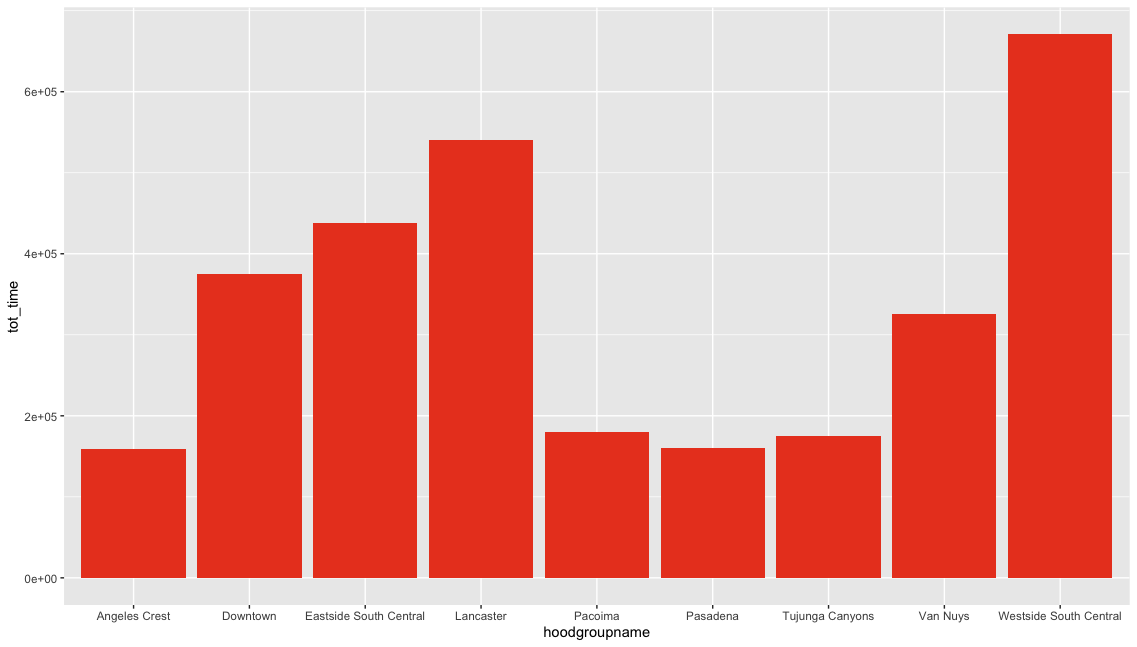 6e+05
4e+05
2e+05
0e+00
tot_time
Angeles Crest
Downtown
Eastside South Central
Lancaster
Pacoima
Pasadena
Tujunga Canyons
Van Nuys
Westside South Central
hoodgroupname